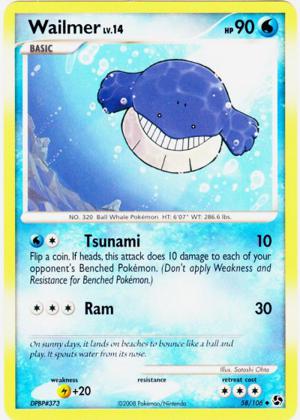 Wailmer LV.14
HP 90
BASIC
NO. 320 Ball Whale Pokémon HT: 6'07" WT: 286.6 lbs.
Tsunami 10
Flip a coin. If heads, this attack does 10 damage to each of your
opponent's Benched Pokémon. (Don't apply Weakness and
Resistance for Benched Pokémon.)
Ram 30
On sunny days, it lands on beaches to bounce like a ball and
play. It spouts water from its nose.
Illus. Satoshi Ohta
weakness resistance retreat cost
+20
DPBP#373 ©2008 Pokémon/Nintendo 58/106